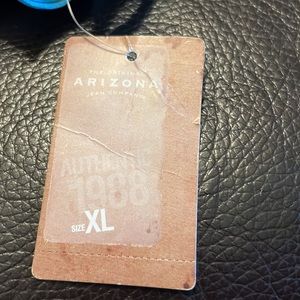 THE ORIGINAL
ARIZONA
JEAN COMPANY
AUTHENTIC
1988
SIZE XL